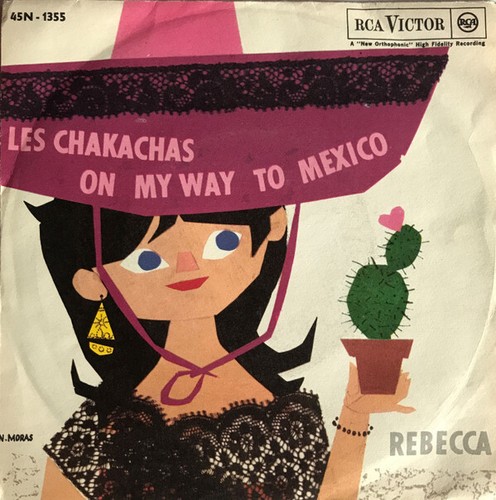 45N - 1355
RCA VICTOR
RCA
A "New Orthophonic" High Fidelity Recording
LES CHAKACHAS
ON MY WAY TO MEXICO
N. MORAS
REBECCA